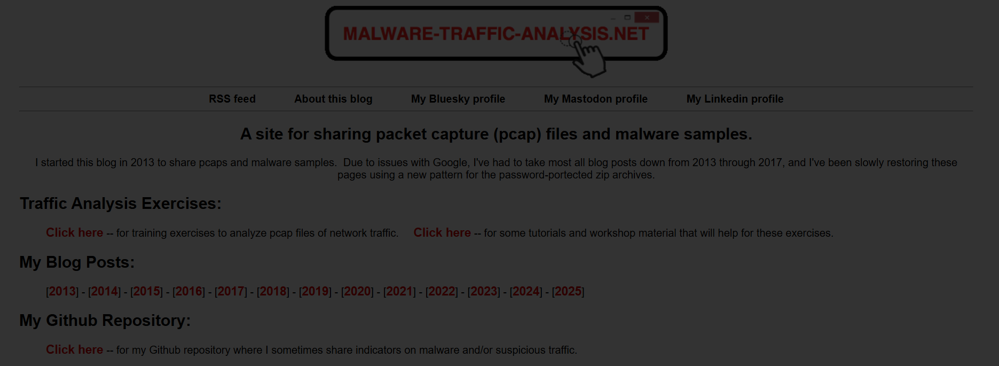 MALWARE-TRAFFIC-ANALYSIS.NET
RSS feed About this blog My Bluesky profile My Mastodon profile My Linkedin profile
A site for sharing packet capture (pcap) files and malware samples.
I started this blog in 2013 to share pcaps and malware samples.  Due to issues with Google, I've had to take most all blog posts down from 2013 through 2017, and I've been slowly restoring these
pages using a new pattern for the password-portected zip archives.
Traffic Analysis Exercises:
Click here -- for training exercises to analyze pcap files of network traffic. Click here -- for some tutorials and workshop material that will help for these exercises.
My Blog Posts:
[2013] - [2014] - [2015] - [2016] - [2017] - [2018] - [2019] - [2020] - [2021] - [2022] - [2023] - [2024] - [2025]
My Github Repository:
Click here -- for my Github repository where I sometimes share indicators on malware and/or suspicious traffic.